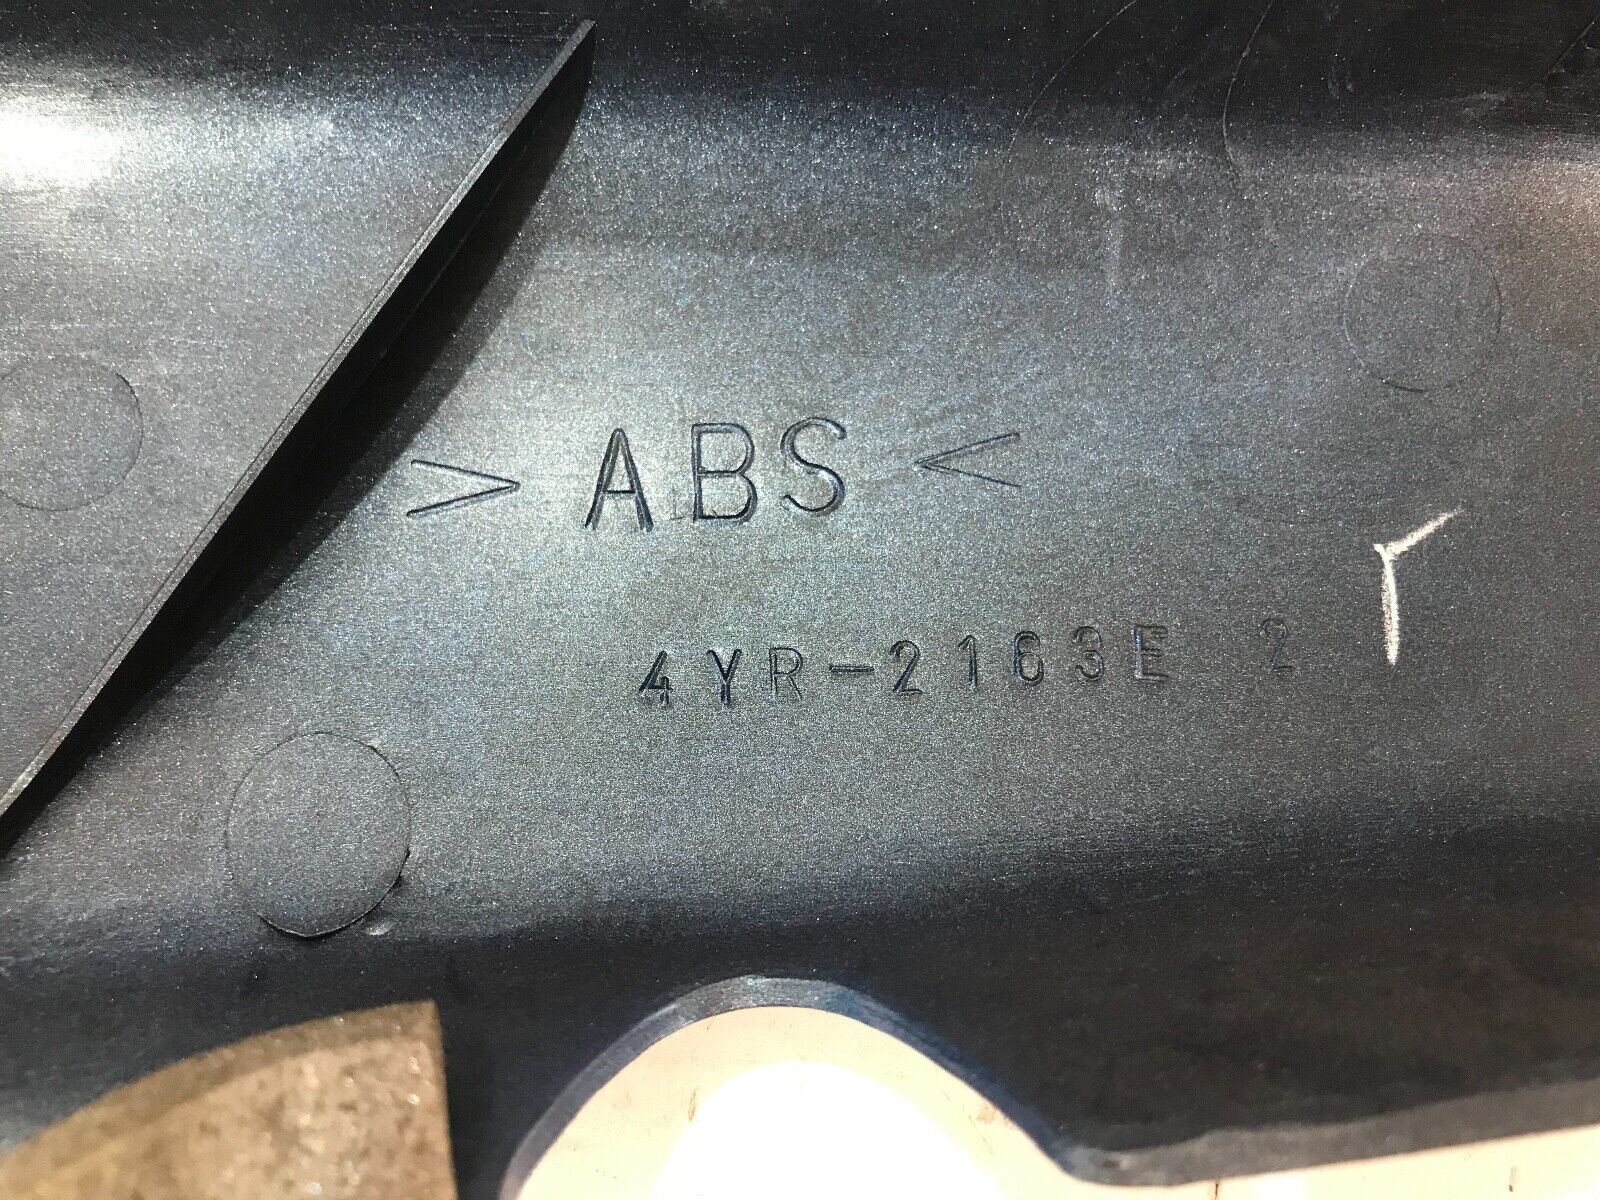 > ABS <
4YR-2163E 2